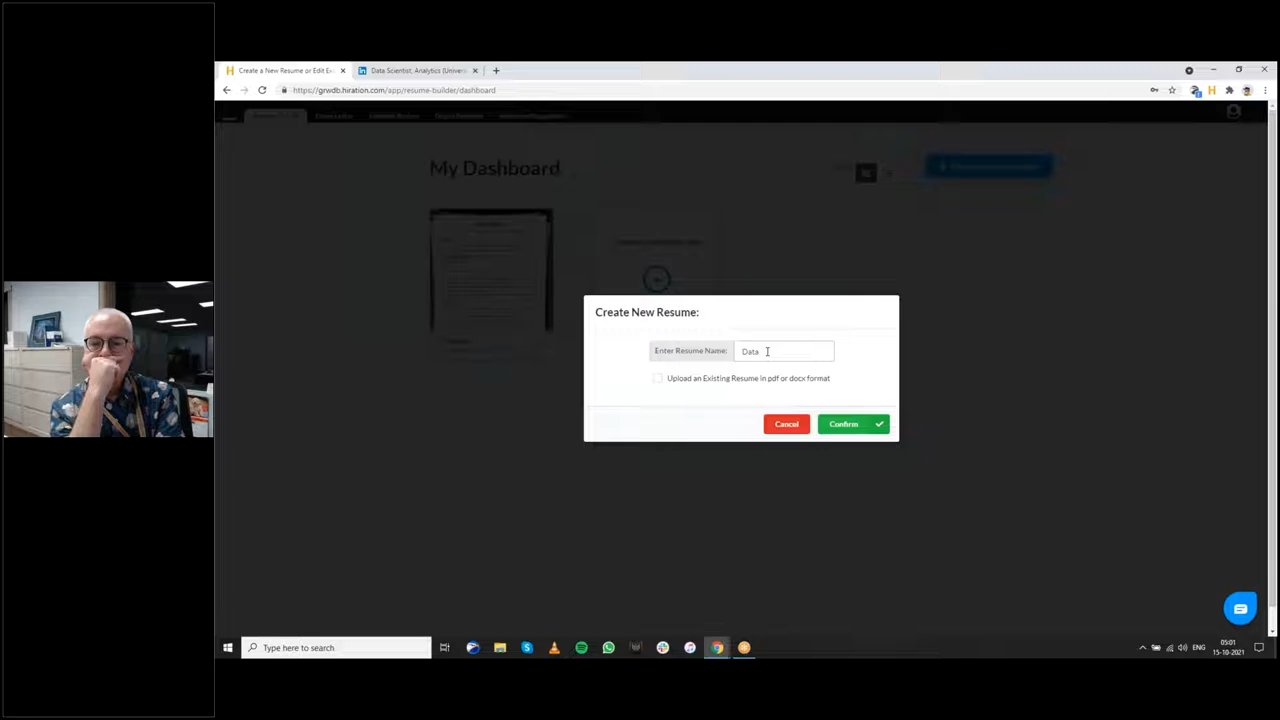 Create a New Resume or Edit Ex
Data Scientist, Analytics (Univers
https://grwdb.hiration.com/app/resume-builder/dashboard
My Dashboard
Create New Resume:
Enter Resume Name:
Data
Upload an Existing Resume in pdf or docx format
Cancel
Confirm
Type here to search
ENG
05:01
15-10-2021